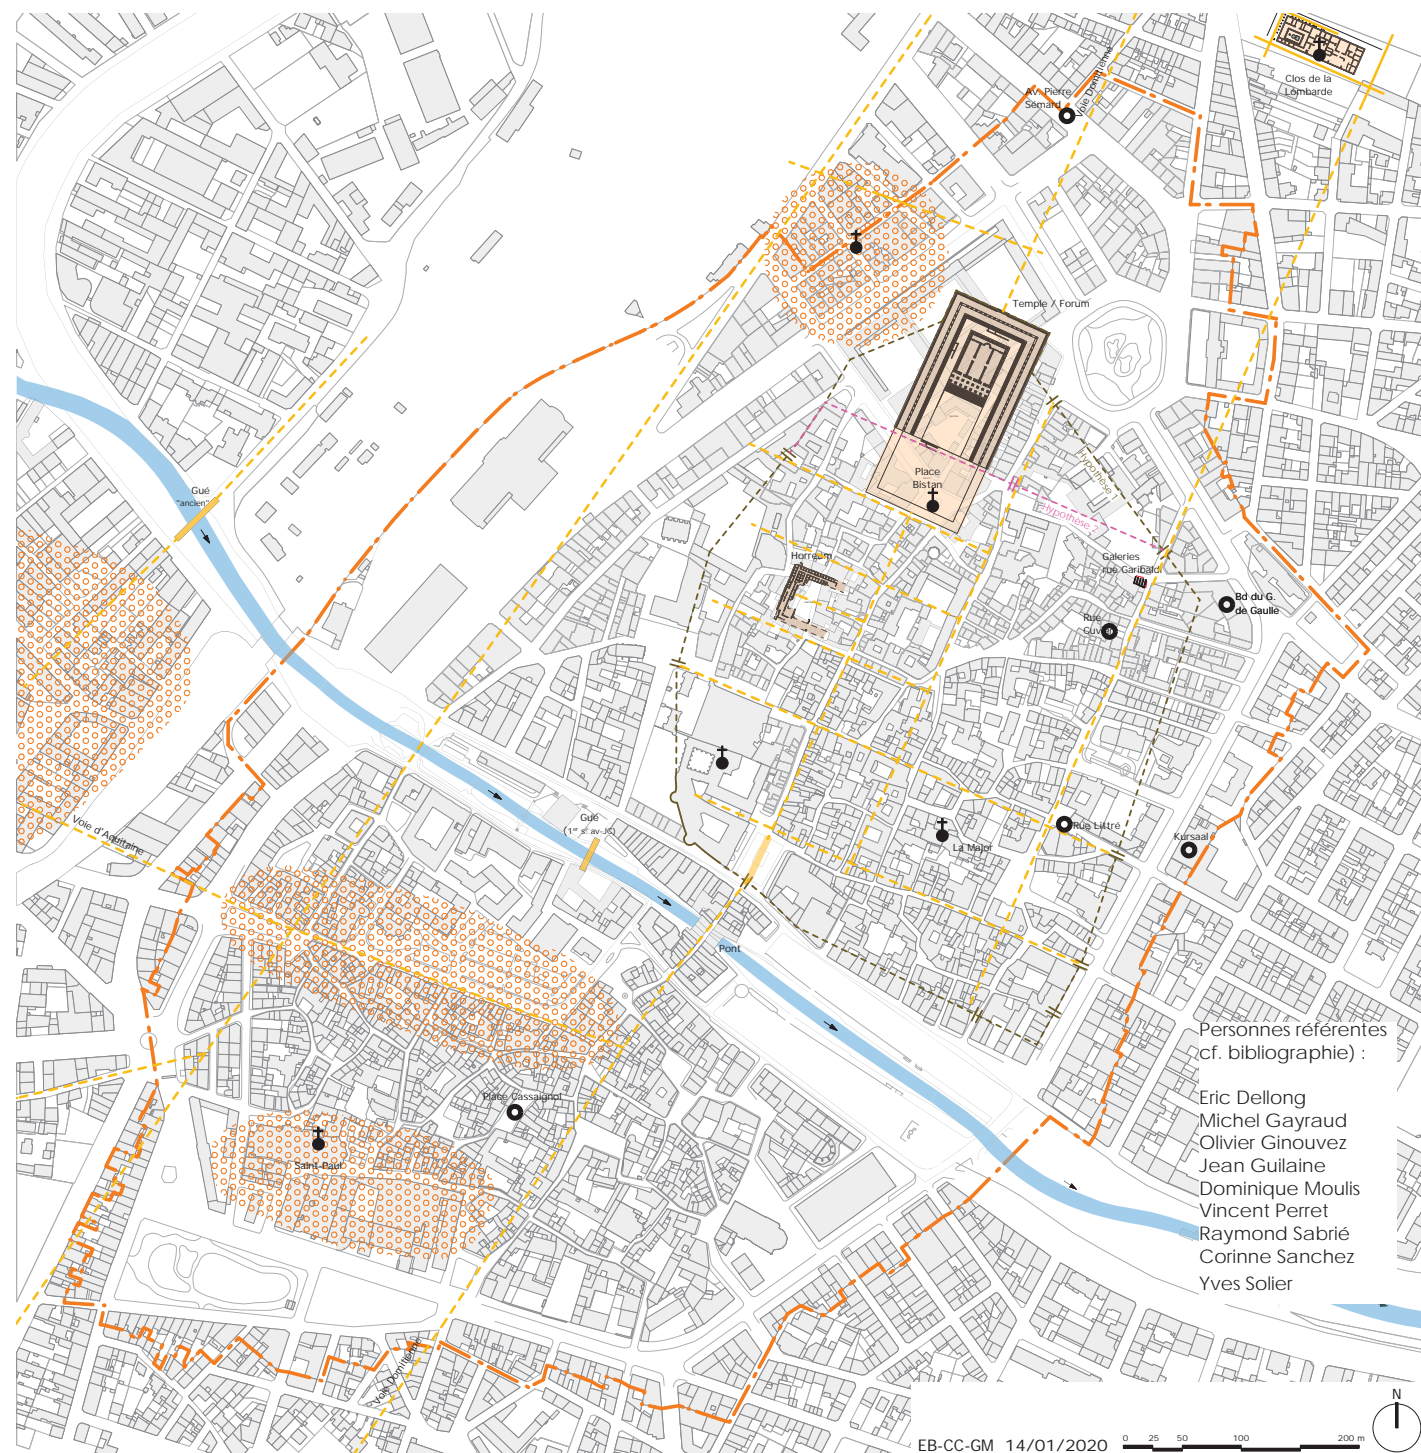 Clos de la
Lombarde
Av. Pierre
Sémard
Voie Domitienne
Temple / Forum
Place
Bistan
hypothèse
Hypothèse 2
Gué
"ancien"
Horreum
Galeries
rue Garibaldi
Bd du G.
de Gaulle
Rue
Cuvier
Gué
(1er s. av-JC)
Voie d'Aquitaine
Rue Littré
La Major
Kursaal
Pont
Place Cassaignol
Saint-Paul
Voie Domitienne
Personnes référentes
cf. bibliographie) :
Eric Dellong
Michel Gayraud
Olivier Ginouvez
Jean Guilaine
Dominique Moulis
Vincent Perret
Raymond Sabrié
Corinne Sanchez
Yves Solier
N
EB-CC-GM 14/01/2020
0 25 50 100 200 m